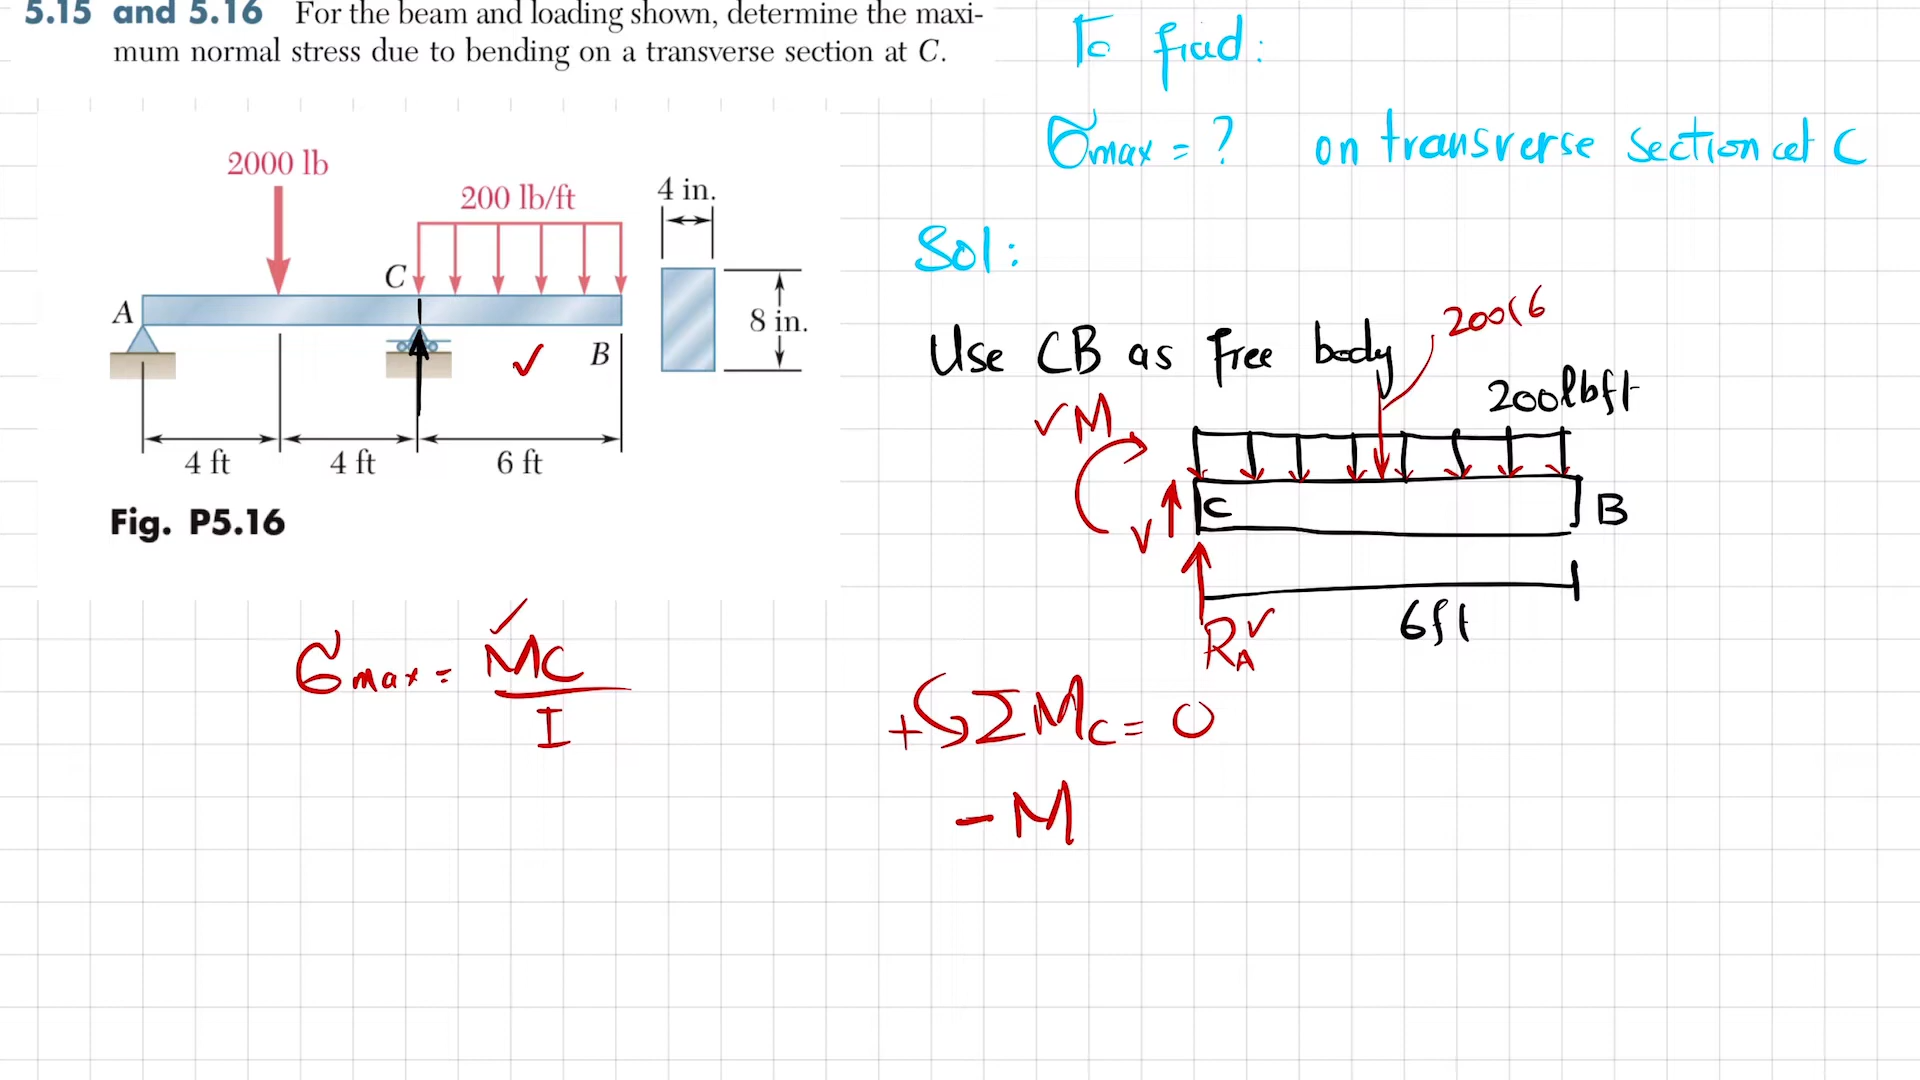 5.15 and 5.16 For the beam and loading shown, determine the maxi-
mum normal stress due to bending on a transverse section at C.
To find:
σmax = ? on transverse section at C
2000 lb
200 lb/ft
4 in.
C
A
B
8 in.
4 ft 4 ft 6 ft
Fig. P5.16
Sol:
Use CB as free body
200(6
200lbft
M
V
C
B
RA
6ft
σmax = MC
I
+ ΣMC = 0
- M